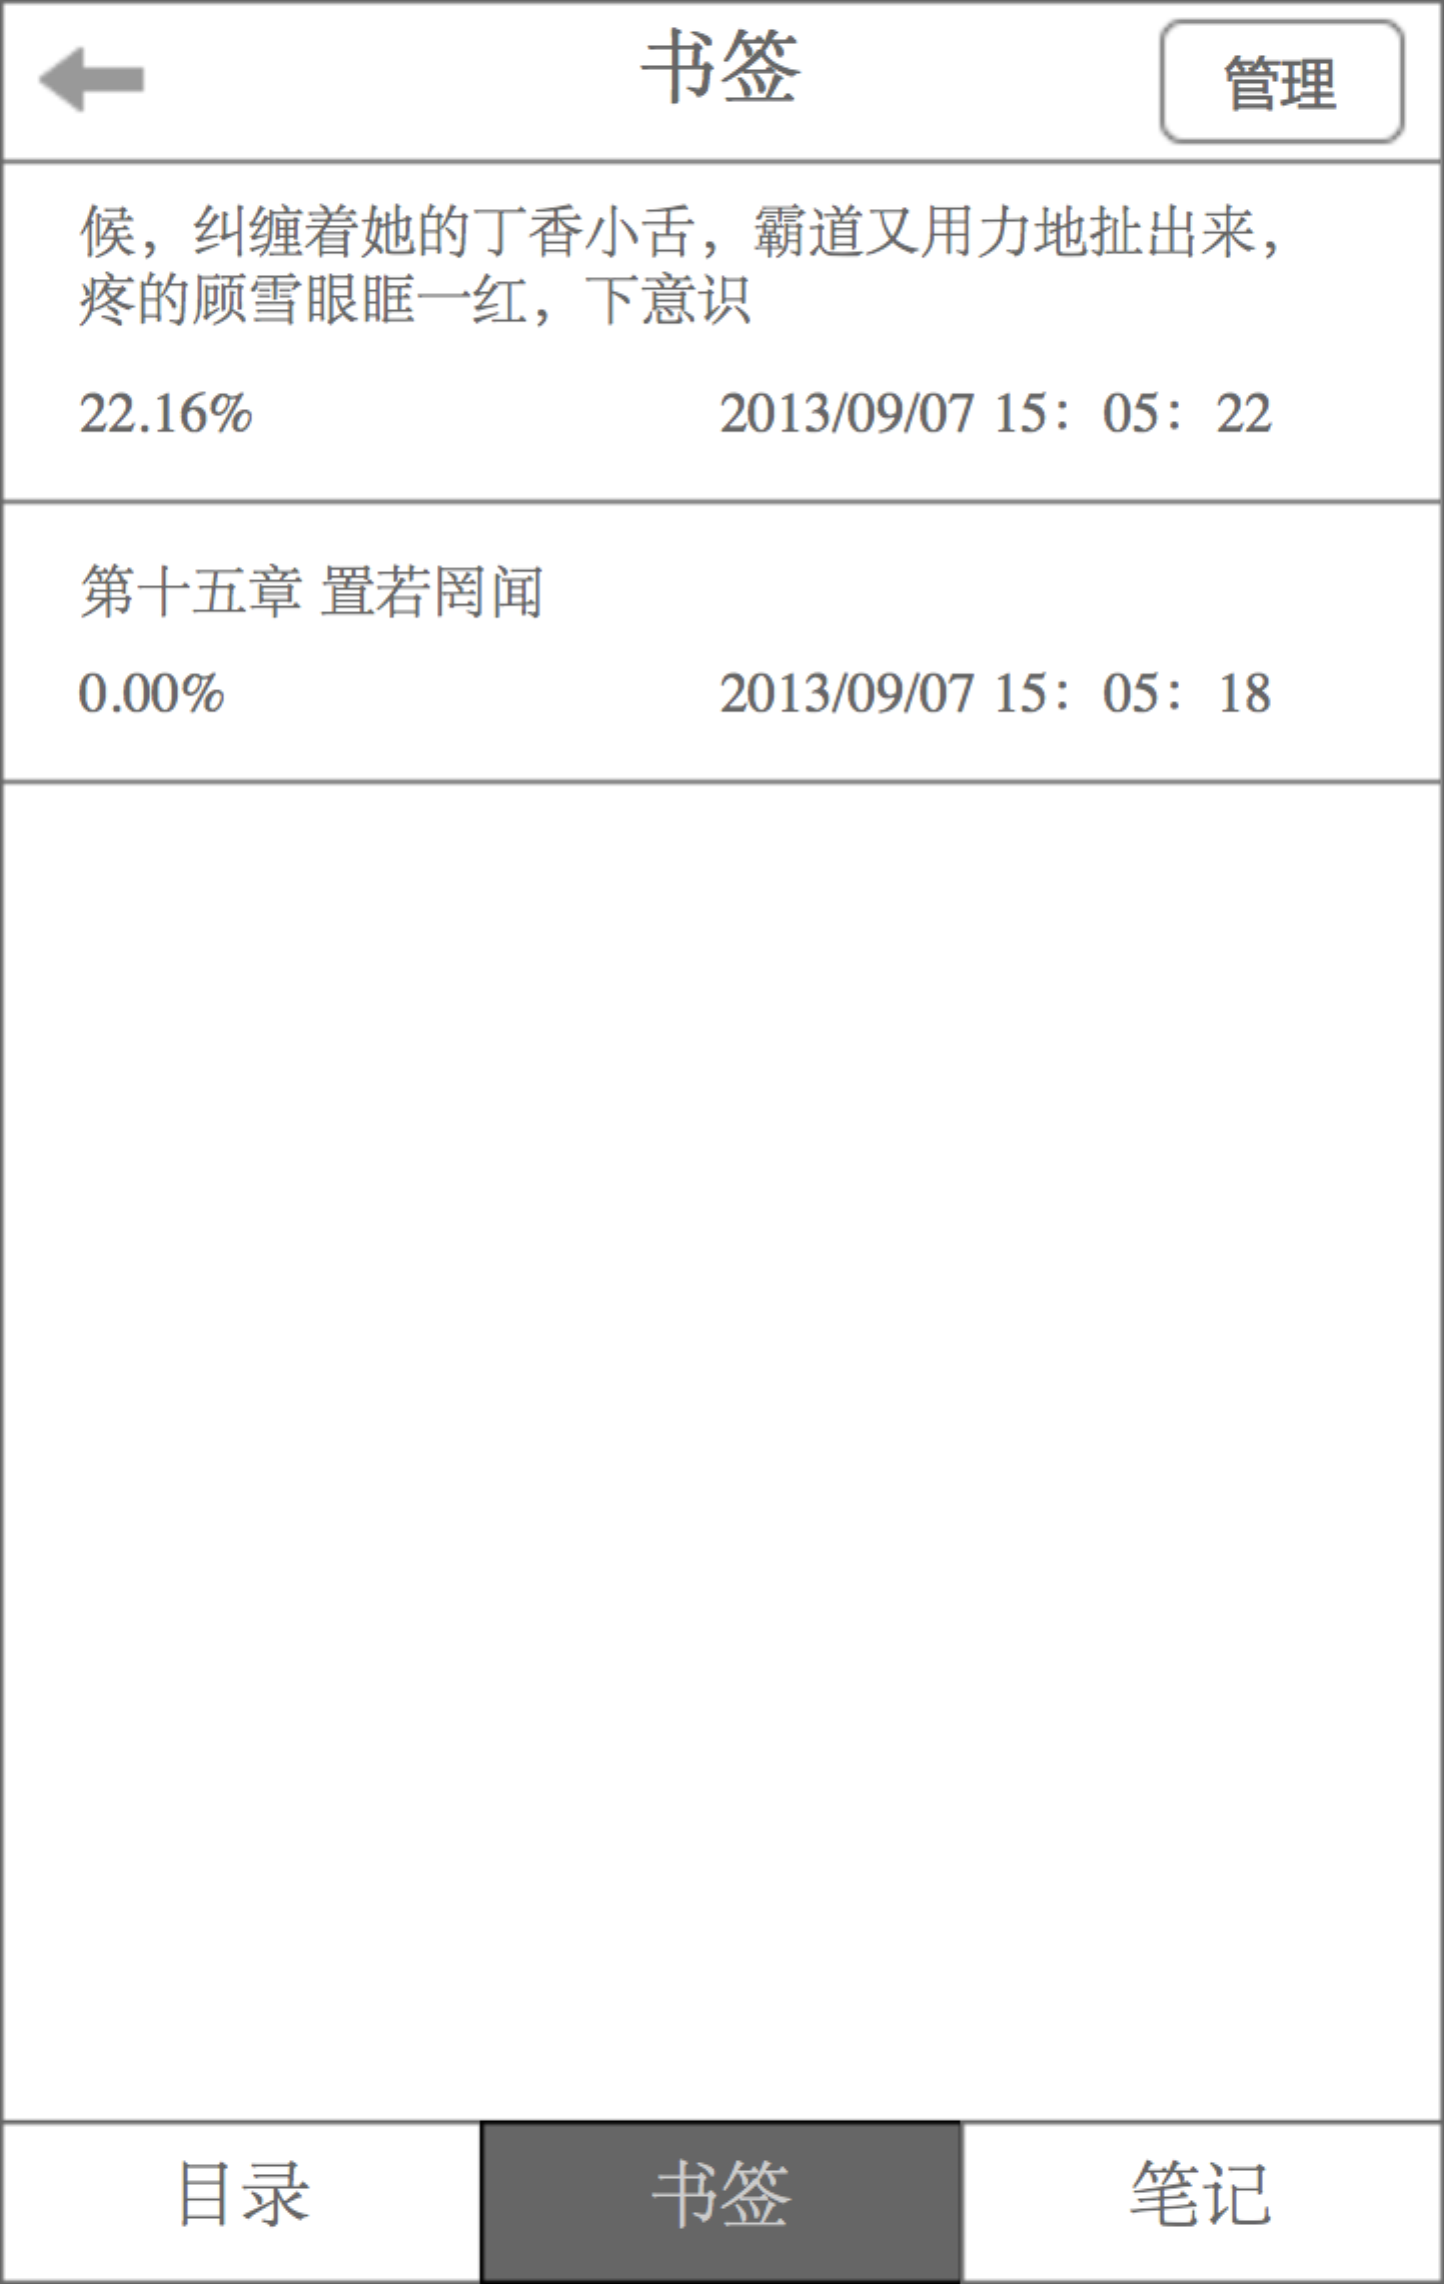 书签
管理
候，纠缠着她的丁香小舌，霸道又用力地扯出来，
疼的顾雪眼眶一红，下意识
22.16%
2013/09/07 15：05：22
第十五章 置若罔闻
0.00%
2013/09/07 15：05：18
目录
书签
笔记